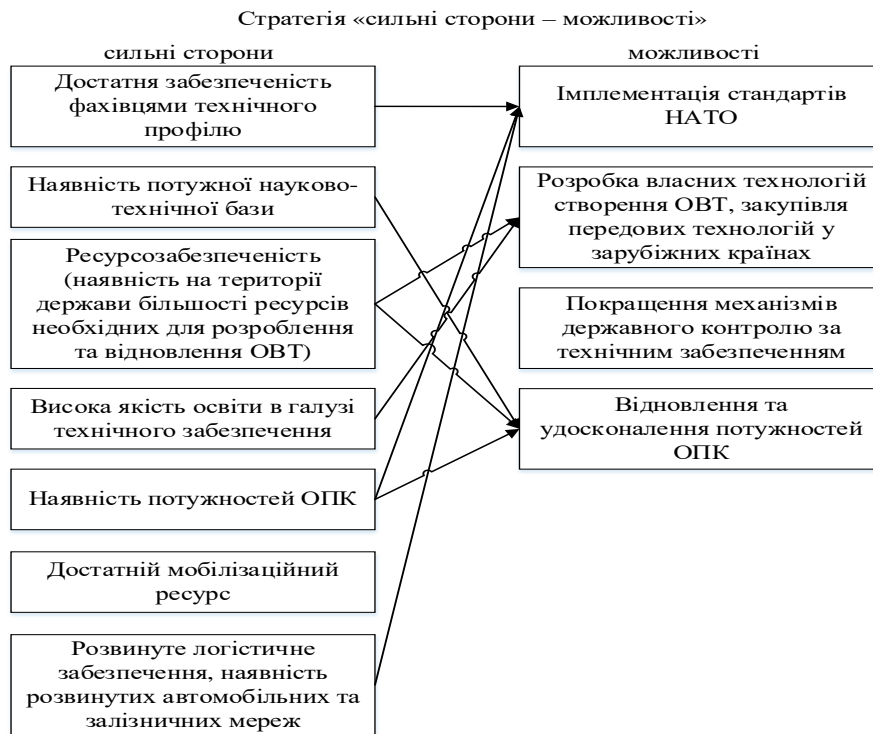 Стратегія «сильні сторони – можливості»
сильні сторони
Достатня забезпеченість
фахівцями технічного
профілю
Наявність потужної науково-
технічної бази
Ресурсозабезпеченість
(наявність на території
держави більшості ресурсів
необхідних для розроблення
та відновлення ОВТ)
Висока якість освіти в галузі
технічного забезпечення
Наявність потужностей ОПК
Достатній мобілізаційний
ресурс
Розвинуте логістичне
забезпечення, наявність
розвинутих автомобільних та
залізничних мереж
можливості
Імплементація стандартів
НАТО
Розробка власних технологій
створення ОВТ, закупівля
передових технологій у
зарубіжних країнах
Покращення механізмів
державного контролю за
технічним забезпеченням
Відновлення та
удосконалення потужностей
ОПК